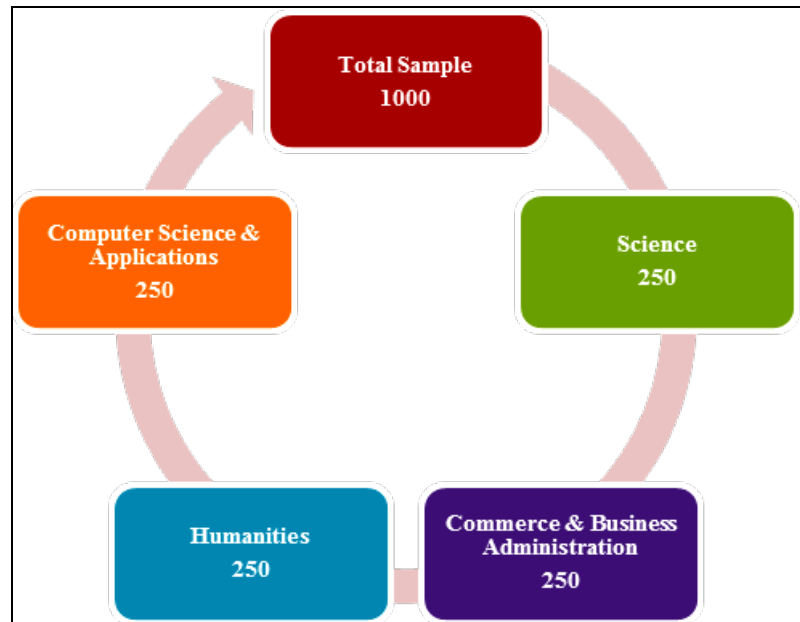 Total Sample
1000
Science
250
Commerce & Business
Administration
250
Humanities
250
Computer Science &
Applications
250